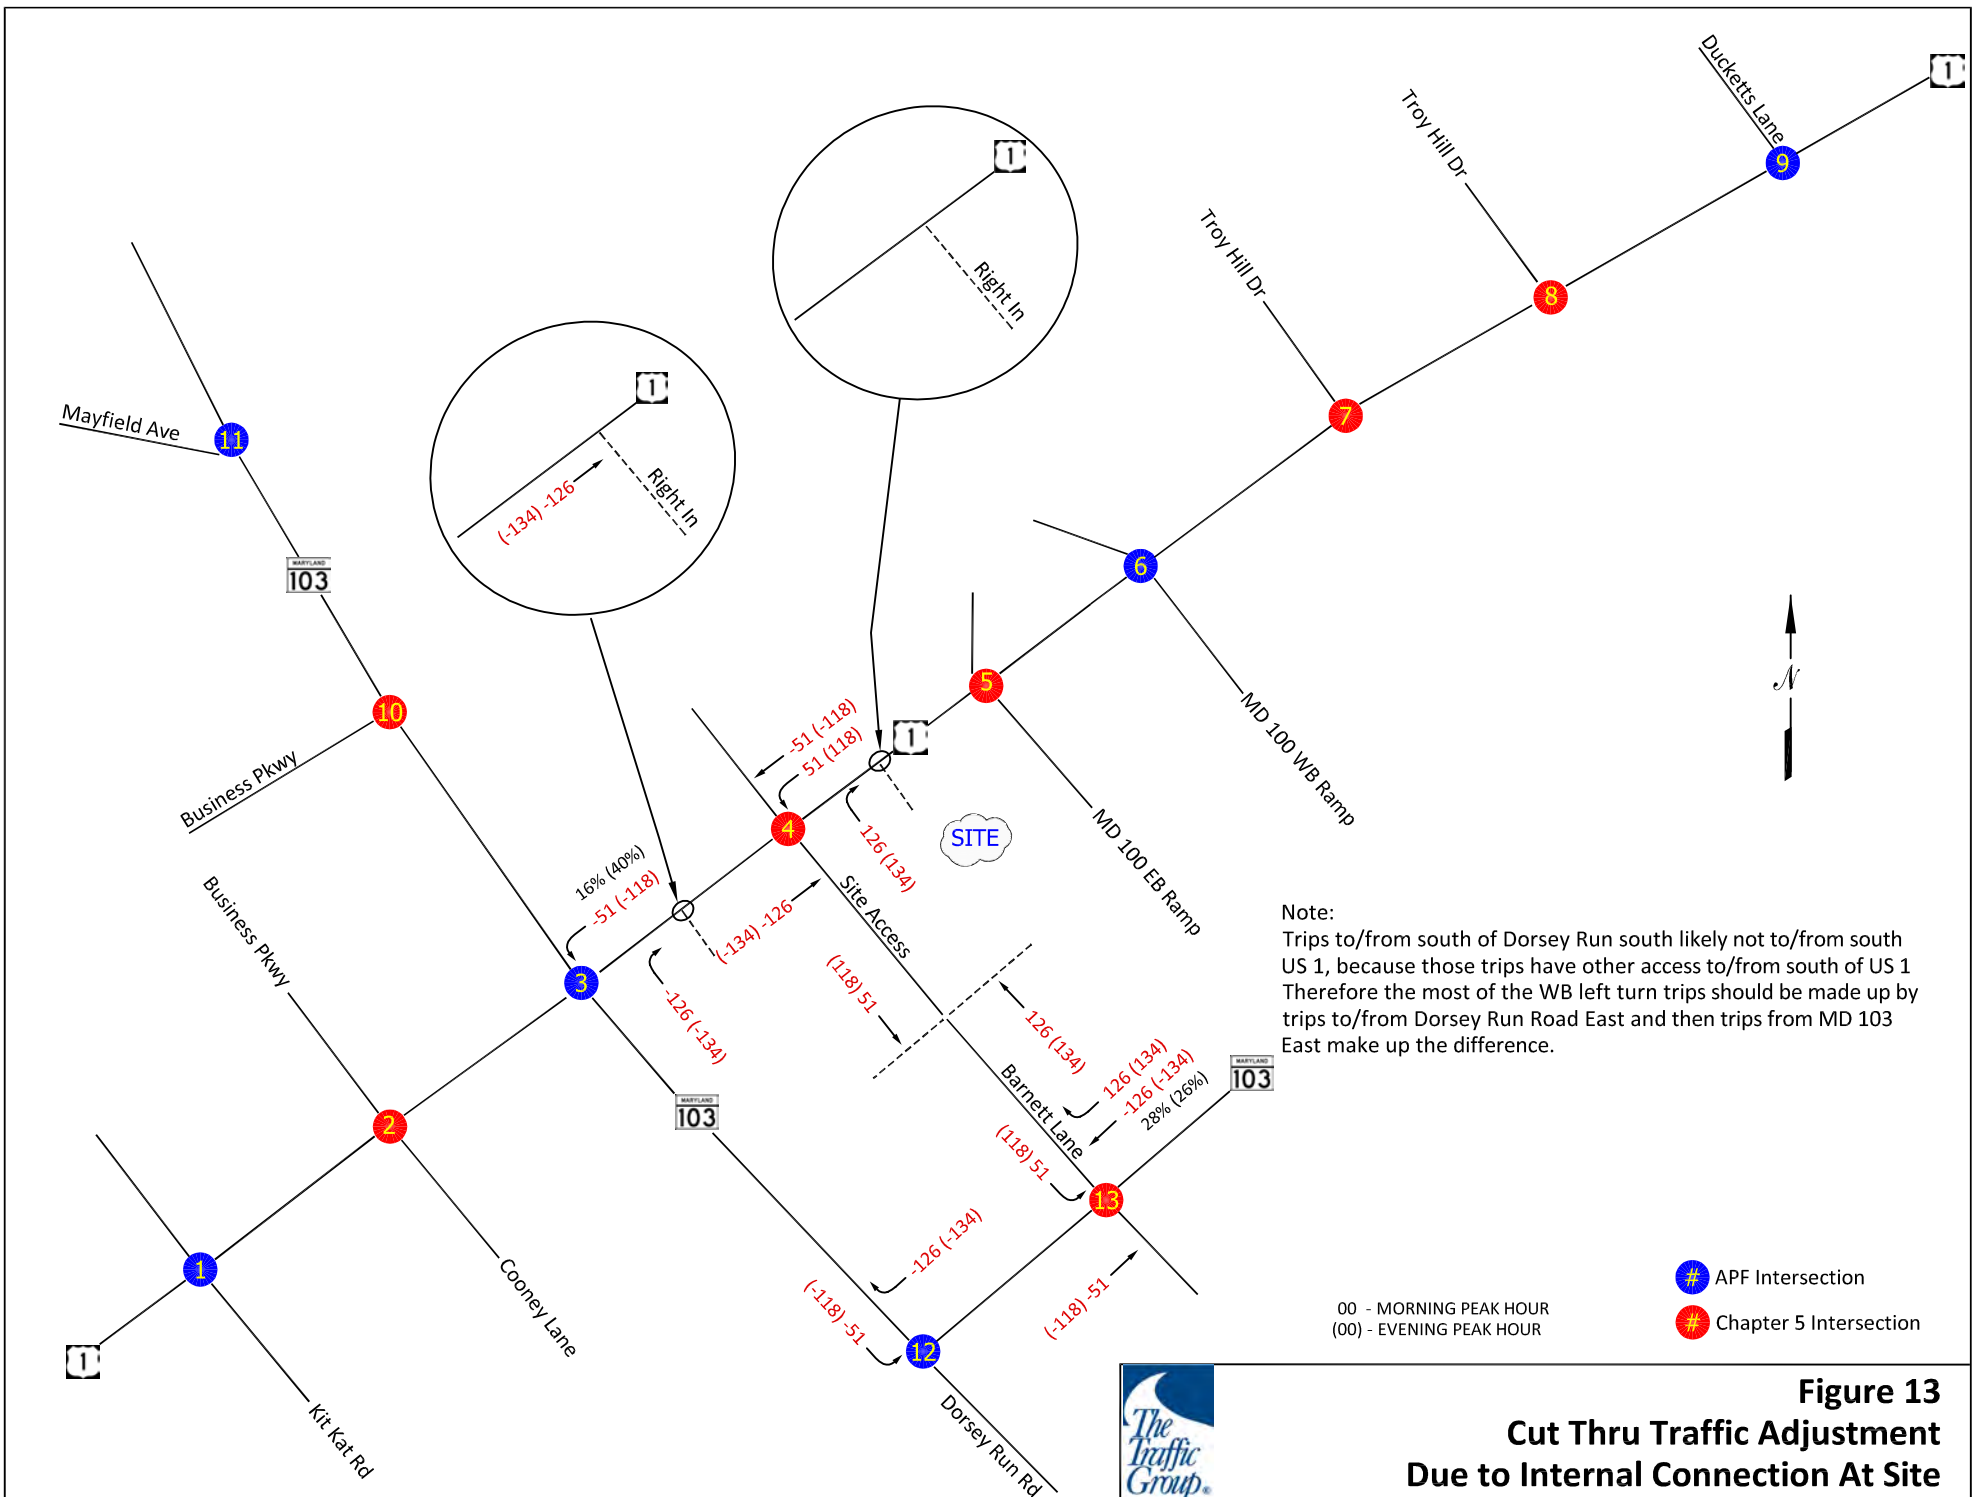 Ducketts Lane
1
9
Troy Hill Dr
8
Troy Hill Dr
7
1
Right In
1
Right In
(-134) -126
Mayfield Ave
11
MARYLAND
103
6
MD 100 WB Ramp
5
MD 100 EB Ramp
10
Business Pkwy
-51 (-118)
51 (118)
1
4
126 (134)
SITE
N
16% (40%)
-51 (-118)
(-134) -126
Site Access
Business Pkwy
3
-126 (-134)
(118) 51
126 (134)
Note:
Trips to/from south of Dorsey Run south likely not to/from south
US 1, because those trips have other access to/from south of US 1
Therefore the most of the WB left turn trips should be made up by
trips to/from Dorsey Run Road East and then trips from MD 103
East make up the difference.
MARYLAND
103
Barnett Lane
126 (134)
-126 (-134)
28% (26%)
MARYLAND
103
(118) 51
13
2
Cooney Lane
1
1
Kit Kat Rd
-126 (-134)
(-118) -51
12
(-118) -51
Dorsey Run Rd
# APF Intersection
# Chapter 5 Intersection
00 - MORNING PEAK HOUR
(00) - EVENING PEAK HOUR
The
Traffic
Group®
Figure 13
Cut Thru Traffic Adjustment
Due to Internal Connection At Site